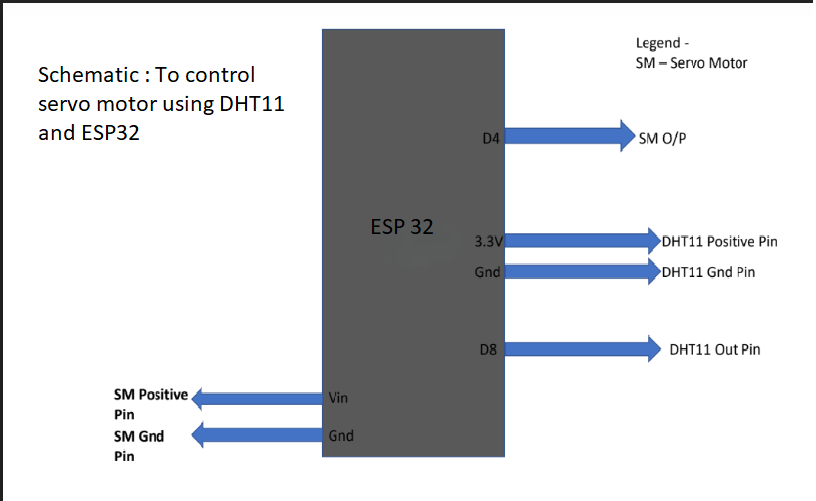 Schematic : To control
servo motor using DHT11
and ESP32
Legend -
SM – Servo Motor
ESP 32
D4
SM O/P
3.3V
DHT11 Positive Pin
Gnd
DHT11 Gnd Pin
D8
DHT11 Out Pin
SM Positive
Pin
Vin
SM Gnd
Pin
Gnd